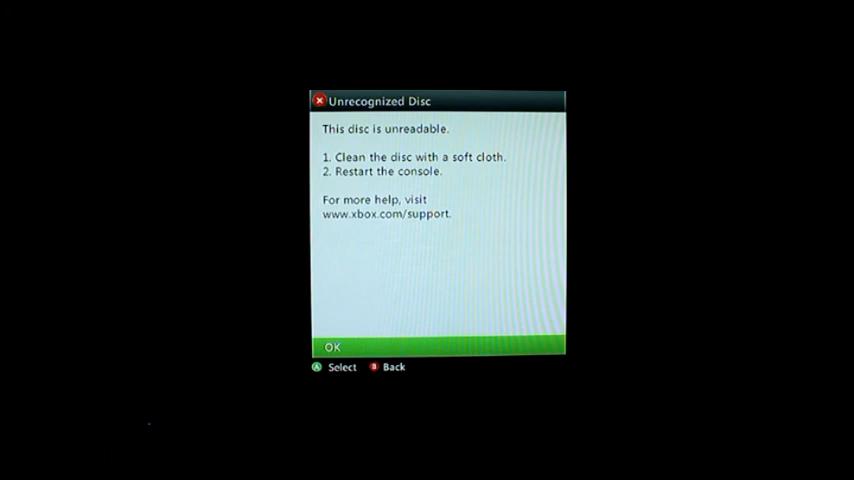 Unrecognized Disc
This disc is unreadable.
1. Clean the disc with a soft cloth.
2. Restart the console.
For more help, visit
www.xbox.com/support.
OK
A Select B Back